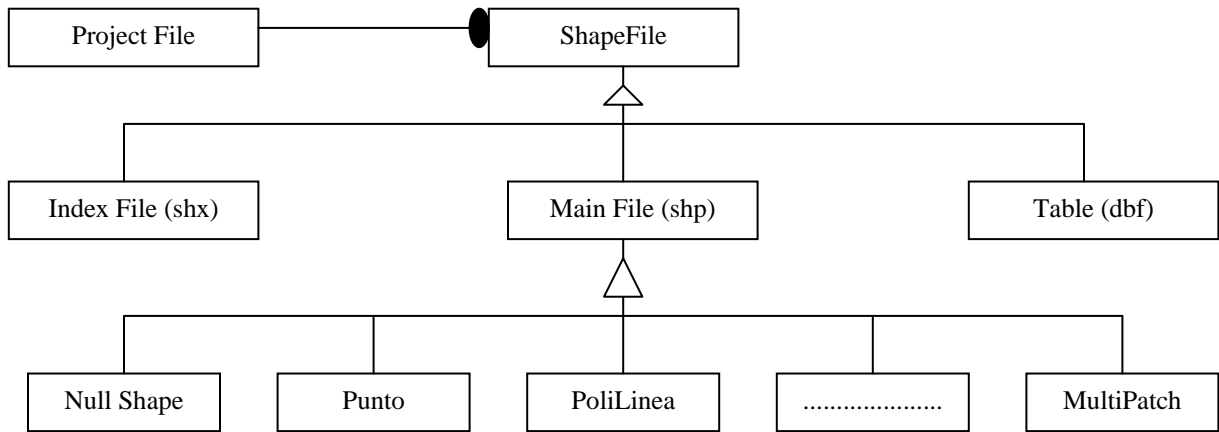 Project File
ShapeFile
Index File (shx)
Main File (shp)
Table (dbf)
Null Shape
Punto
PoliLinea
.....................
MultiPatch